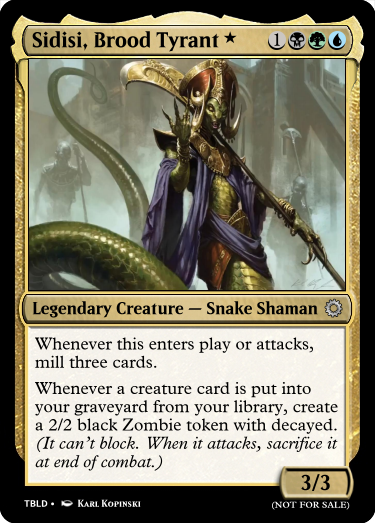 Sidisi, Brood Tyrant ★ 1
Legendary Creature — Snake Shaman
Whenever this enters play or attacks,
mill three cards.
Whenever a creature card is put into
your graveyard from your library, create
a 2/2 black Zombie token with decayed.
(It can't block. When it attacks, sacrifice it
at end of combat.)
3/3
TBLD • Karl Kopinski
(NOT FOR SALE)